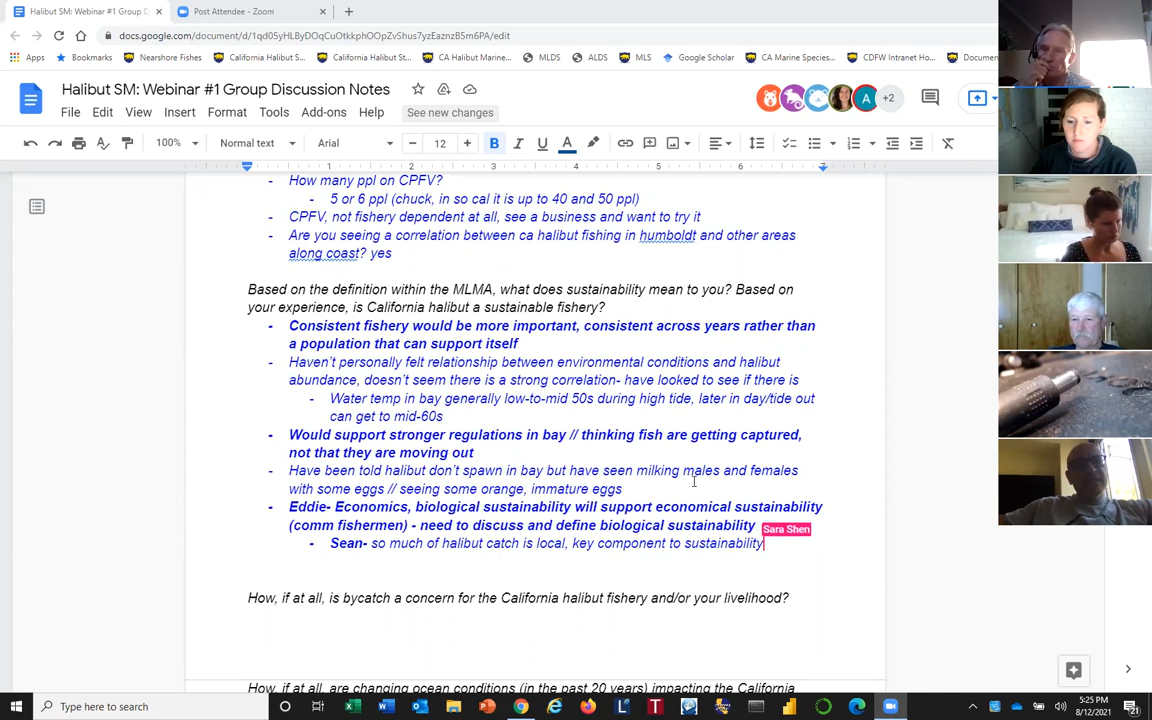 Halibut SM: Webinar #1 Group D
Post Attendee - Zoom
docs.google.com/document/d/1qd05yHLByDOqCuOtkkphOOpZvShus7yzEaznzB5m6PA/edit
Apps
Bookmarks
Nearshore Fishes
California Halibut S...
California Halibut St...
CA Halibut Marine...
MLDS
ALDS
MLS
Google Scholar
CA Marine Species...
CDFW Intranet Ho...
Documen
Halibut SM: Webinar #1 Group Discussion Notes
A
+2
File Edit View Insert Format Tools Add-ons Help
See new changes
100%
Normal text
Arial
12
B I U A
1 2 3 4 5 6 7
- How many ppl on CPFV?
- 5 or 6 ppl (chuck, in so cal it is up to 40 and 50 ppl)
- CPFV, not fishery dependent at all, see a business and want to try it
- Are you seeing a correlation between ca halibut fishing in humboldt and other areas
along coast? yes
Based on the definition within the MLMA, what does sustainability mean to you? Based on
your experience, is California halibut a sustainable fishery?
- Consistent fishery would be more important, consistent across years rather than
a population that can support itself
- Haven't personally felt relationship between environmental conditions and halibut
abundance, doesn't seem there is a strong correlation- have looked to see if there is
- Water temp in bay generally low-to-mid 50s during high tide, later in day/tide out
can get to mid-60s
- Would support stronger regulations in bay // thinking fish are getting captured,
not that they are moving out
- Have been told halibut don't spawn in bay but have seen milking males and females
with some eggs // seeing some orange, immature eggs
- Eddie- Economics, biological sustainability will support economical sustainability
(comm fishermen) - need to discuss and define biological sustainability
Sara Shen
- Sean- so much of halibut catch is local, key component to sustainability
How, if at all, is bycatch a concern for the California halibut fishery and/or your livelihood?
How, if at all, are changing ocean conditions (in the past 20 years) impacting the California
Type here to search
5:25 PM
8/12/2021
21